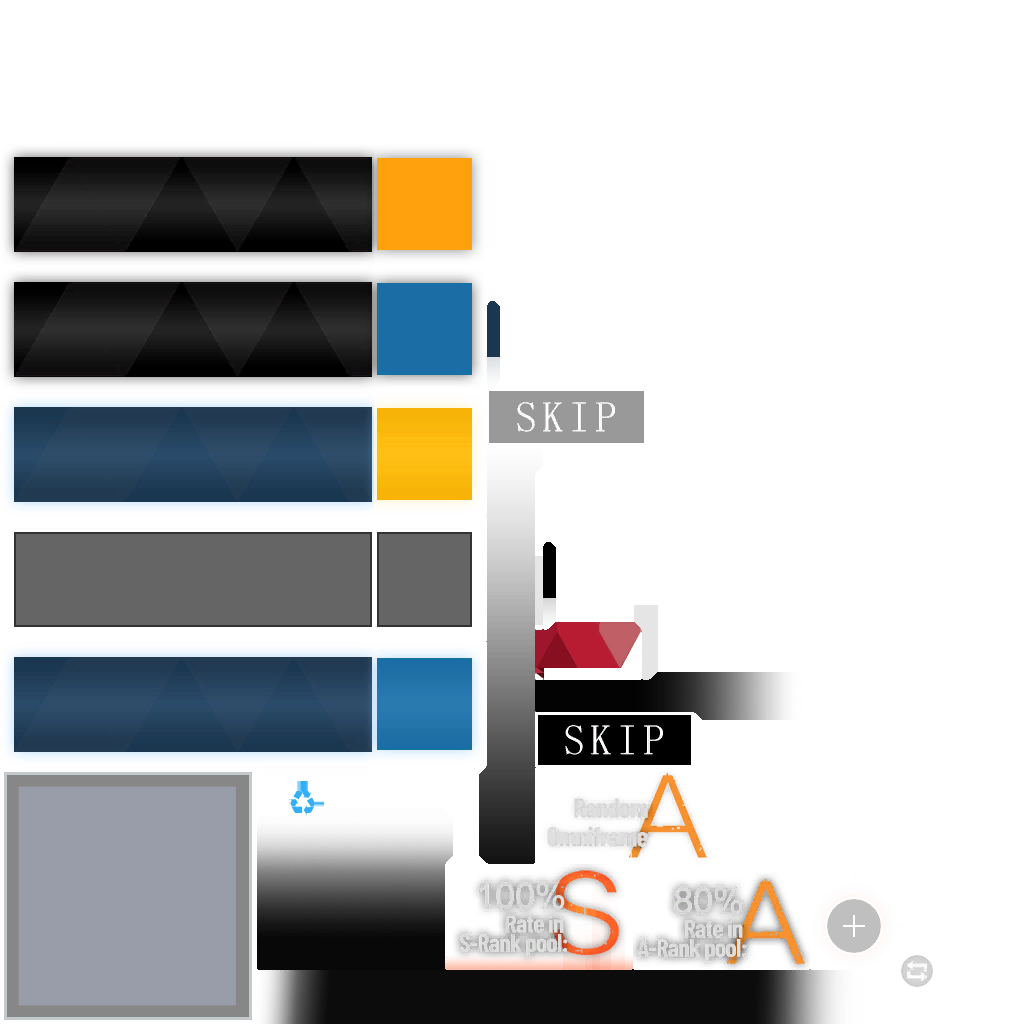 SKIP
SKIP
Random
Omniframe
A
100%
Rate in
S-Rank pool:
S
80%
Rate in
A-Rank pool:
A